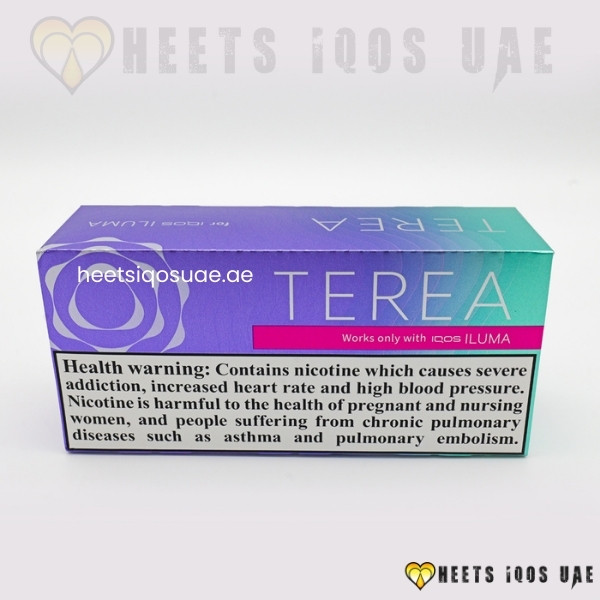 HEETS iQOS UAE
for IQOS ILUMA
TEREA
heetsiqosuae.ae
TEREA
Works only with IQOS ILUMA
Health warning: Contains nicotine which causes severe
addiction, increased heart rate and high blood pressure.
Nicotine is harmful to the health of pregnant and nursing
women, and people suffering from chronic pulmonary
diseases such as asthma and pulmonary embolism.
HEETS iQOS UAE